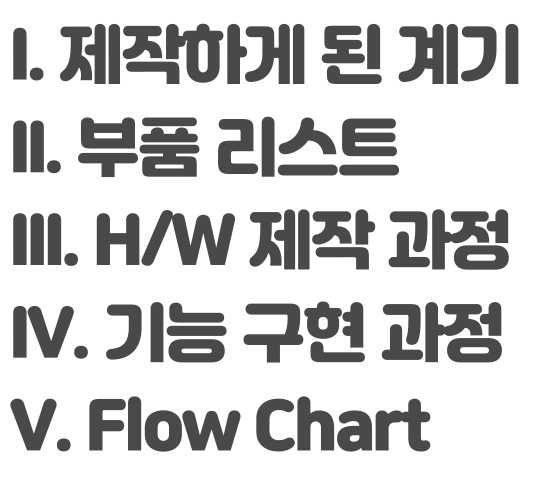 I. 제작하게 된 계기
II. 부품 리스트
III. H/W 제작 과정
IV. 기능 구현 과정
V. Flow Chart